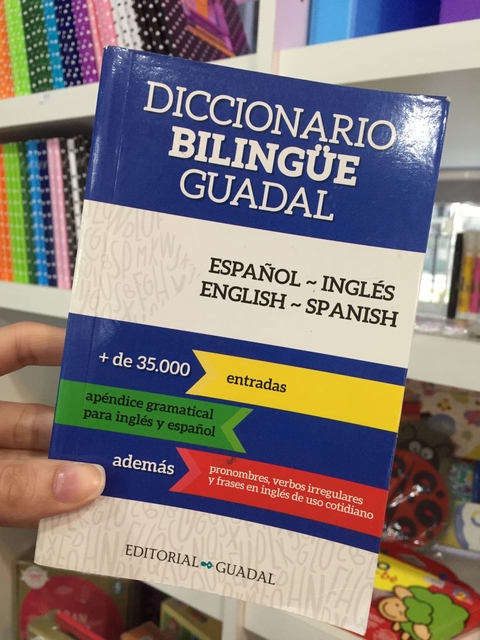 DICCIONARIO
BILINGÜE
GUADAL
ESPAÑOL ~ INGLÉS
ENGLISH ~ SPANISH
+ de 35.000
entradas
apéndice gramatical
para inglés y español
además
pronombres, verbos irregulares
y frases en inglés de uso cotidiano
EDITORIAL GUADAL